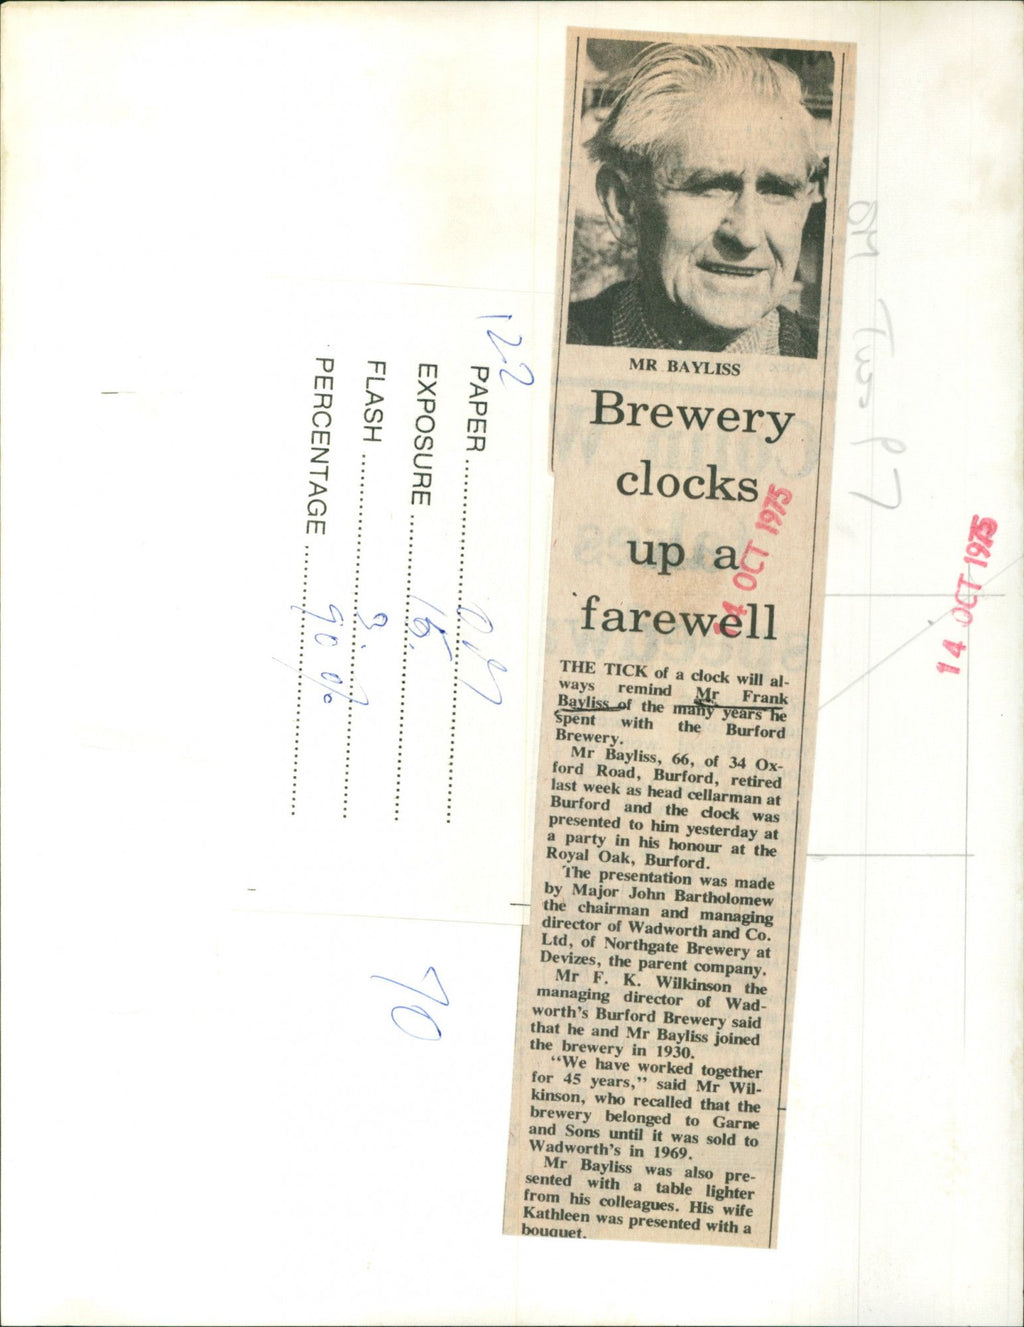 MR BAYLISS
Brewery
clocks
up a
farewell
14 OCT 1975
THE TICK of a clock will al-
ways remind Mr Frank
Bayliss of the many years he
spent with the Burford
Brewery.
Mr Bayliss, 66, of 34 Ox-
ford Road, Burford, retired
last week as head cellarman at
Burford and the clock was
presented to him yesterday at
a party in his honour at the
Royal Oak, Burford.
The presentation was made
by Major John Bartholomew
the chairman and managing
director of Wadworth and Co.
Ltd, of Northgate Brewery at
Devizes, the parent company.
Mr F. K. Wilkinson the
managing director of Wad-
worth's Burford Brewery said
that he and Mr Bayliss joined
the brewery in 1930.
"We have worked together
for 45 years," said Mr Wil-
kinson, who recalled that the
brewery belonged to Garne
and Sons until it was sold to
Wadworth's in 1969.
Mr Bayliss was also pre-
sented with a table lighter
from his colleagues. His wife
Kathleen was presented with a
bouquet.
122
PAPER
EXPOSURE 15.
FLASH
PERCENTAGE 90%
70
OM Tues P7
14 OCT 1975